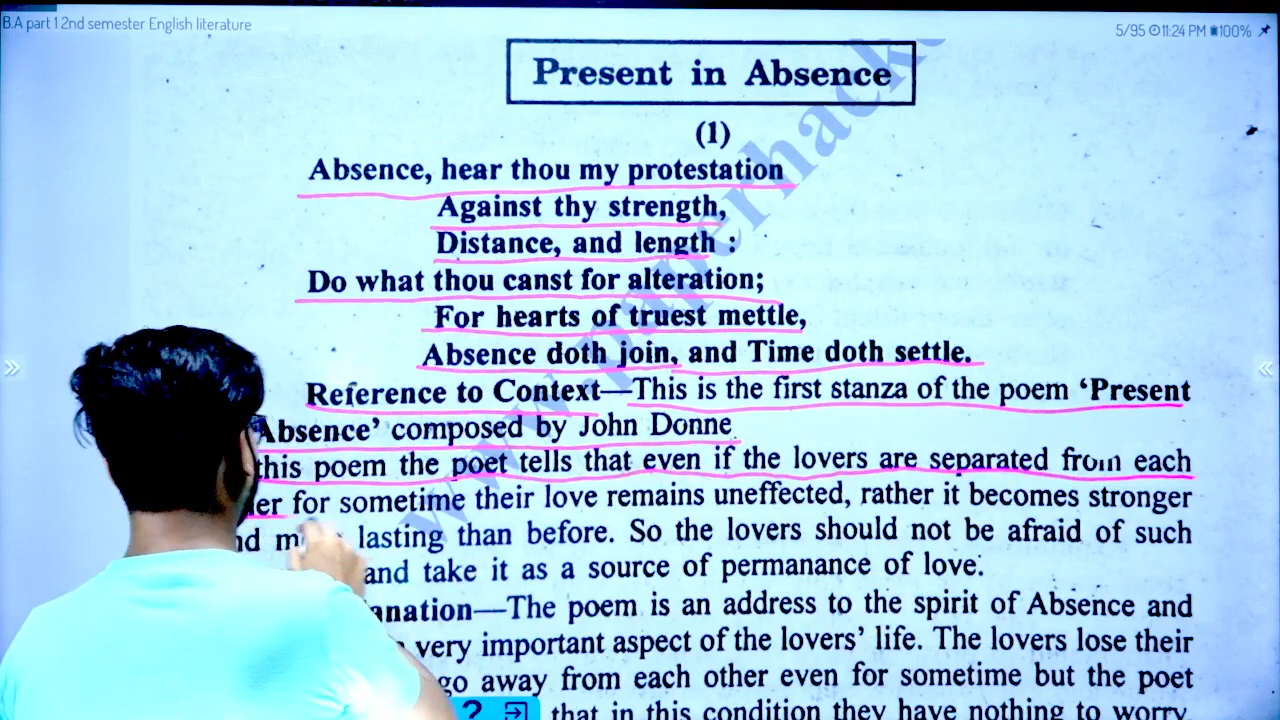 B.A part 1 2nd semester English literature
5/95 11:24 PM 100%
Present in Absence
(1)
Absence, hear thou my protestation
Against thy strength,
Distance, and length :
Do what thou canst for alteration;
For hearts of truest mettle,
Absence doth join, and Time doth settle.
Reference to Context—This is the first stanza of the poem ‘Present
Absence’ composed by John Donne
this poem the poet tells that even if the lovers are separated from each
for sometime their love remains uneffected, rather it becomes stronger
lasting than before. So the lovers should not be afraid of such
and take it as a source of permanance of love.
The poem is an address to the spirit of Absence and
very important aspect of the lovers’ life. The lovers lose their
go away from each other even for sometime but the poet
? that in this condition they have nothing to worry